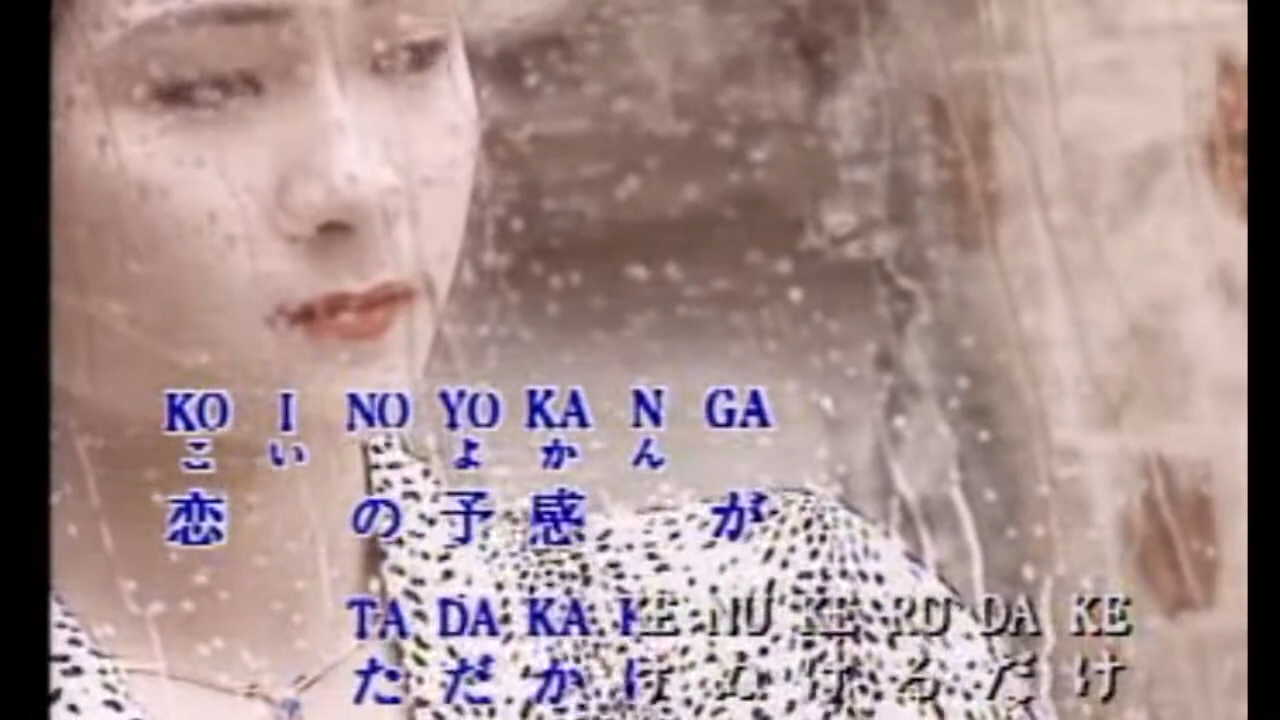 KO I NO YO KA N GA
こ い よ か ん
恋 の 予 感 が
TA DA KA KE NU KE RU DA KE
た だ か け ぬ け る だ け